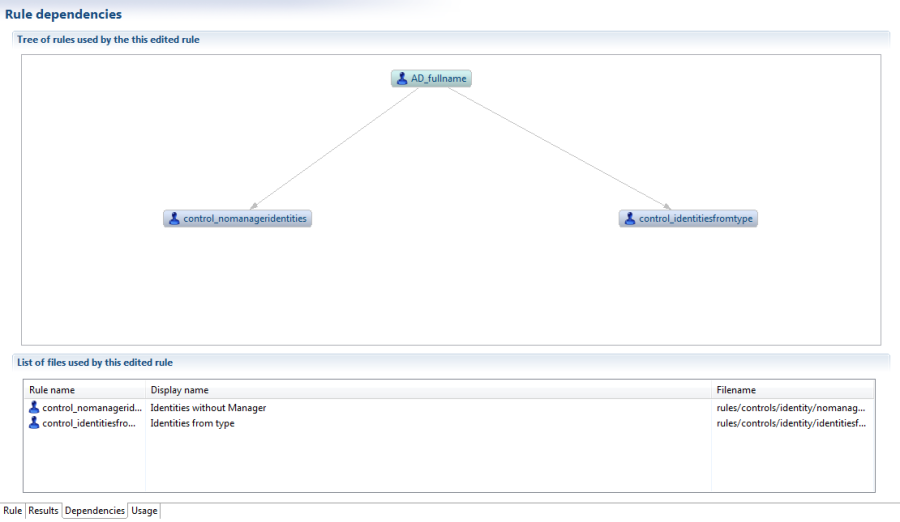 Rule dependencies
Tree of rules used by the this edited rule
AD_fullname
control_nomanageridentities
control_identitiesfromtype
List of files used by this edited rule
Rule name Display name Filename
control_nomanagerid... Identities without Manager rules/controls/identity/nomanag...
control_identitiesfro... Identities from type rules/controls/identity/identitiesf...
Rule Results Dependencies Usage